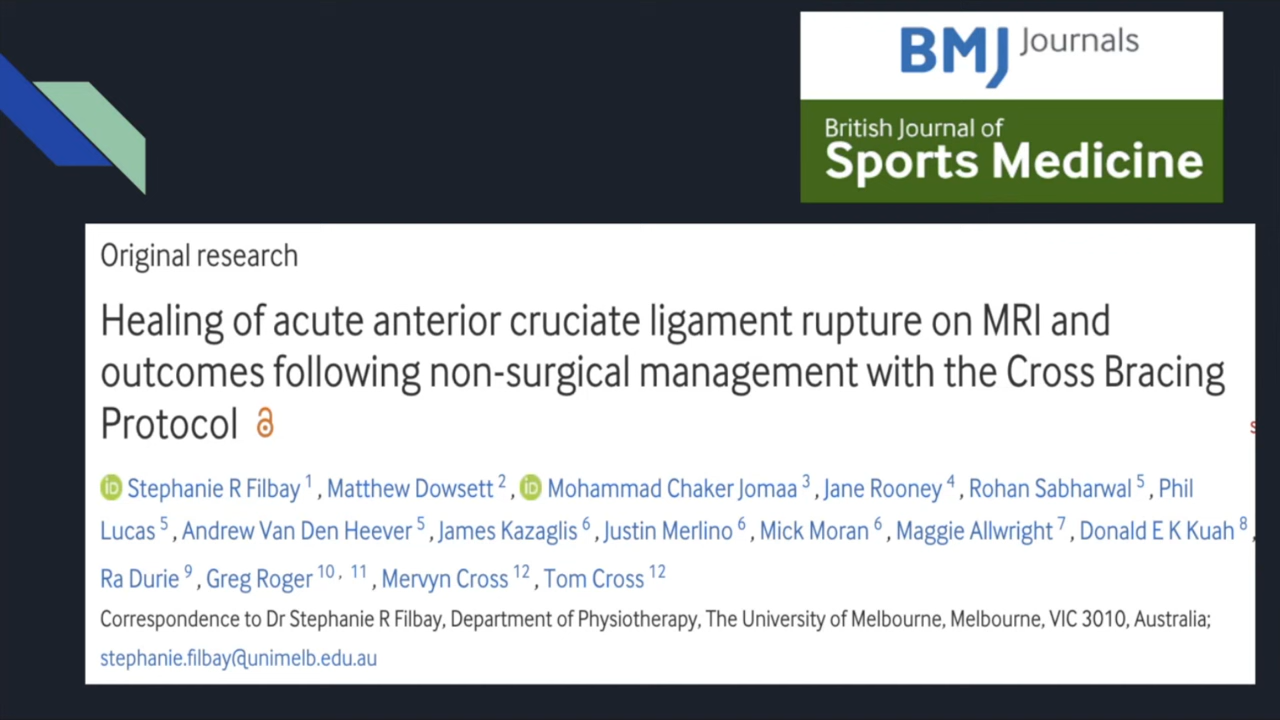 BMJ Journals
British Journal of
Sports Medicine
Original research
Healing of acute anterior cruciate ligament rupture on MRI and
outcomes following non-surgical management with the Cross Bracing
Protocol
s
iD Stephanie R Filbay 1 , Matthew Dowsett 2 , iD Mohammad Chaker Jomaa 3 , Jane Rooney 4 , Rohan Sabharwal 5 , Phil
Lucas 5 , Andrew Van Den Heever 5 , James Kazaglis 6 , Justin Merlino 6 , Mick Moran 6 , Maggie Allwright 7 , Donald E K Kuah 8 ,
Ra Durie 9 , Greg Roger 10 , 11 , Mervyn Cross 12 , Tom Cross 12
Correspondence to Dr Stephanie R Filbay, Department of Physiotherapy, The University of Melbourne, Melbourne, VIC 3010, Australia;
stephanie.filbay@unimelb.edu.au